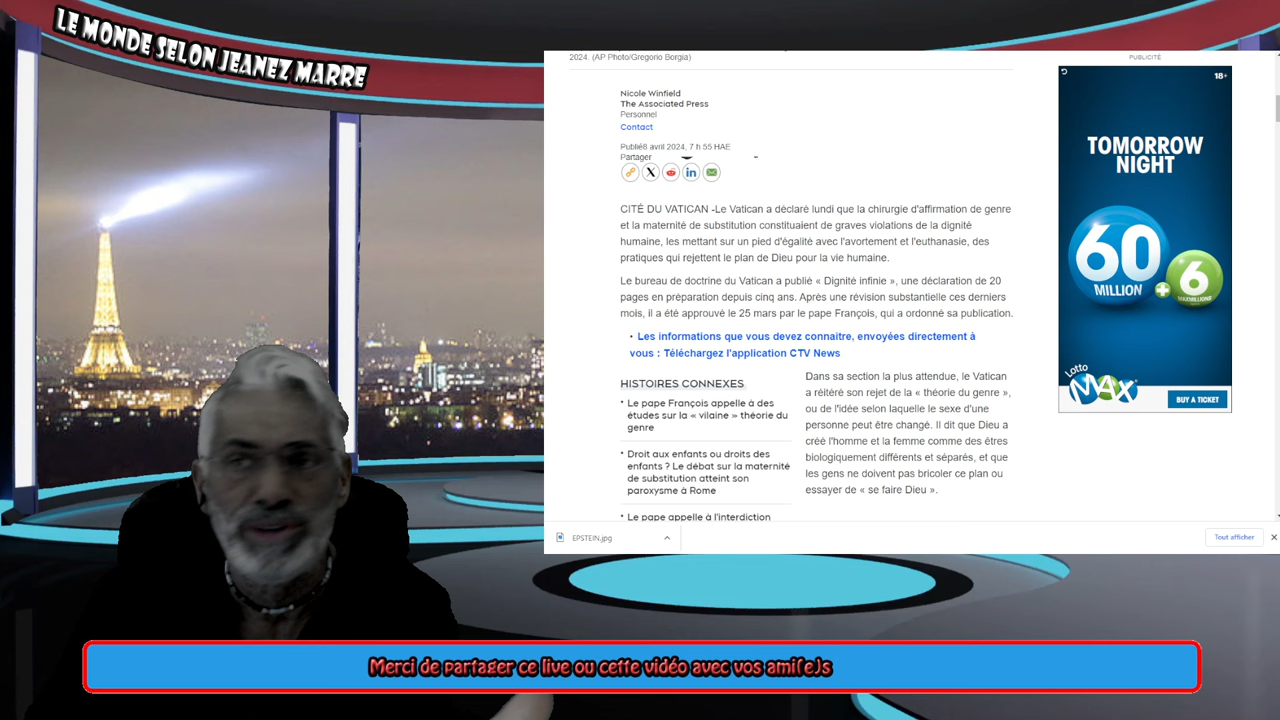 LE MONDE SELON JEANEZ MARRE
2024. (AP Photo/Gregorio Borgia)
Nicole Winfield
The Associated Press
Personnel
Contact
Publié8 avril 2024, 7 h 55 HAE
Partager
CITÉ DU VATICAN -Le Vatican a déclaré lundi que la chirurgie d'affirmation de genre
et la maternité de substitution constituaient de graves violations de la dignité
humaine, les mettant sur un pied d'égalité avec l'avortement et l'euthanasie, des
pratiques qui rejettent le plan de Dieu pour la vie humaine.
Le bureau de doctrine du Vatican a publié « Dignité infinie », une déclaration de 20
pages en préparation depuis cinq ans. Après une révision substantielle ces derniers
mois, il a été approuvé le 25 mars par le pape François, qui a ordonné sa publication.
• Les informations que vous devez connaitre, envoyées directement à
vous : Téléchargez l'application CTV News
HISTOIRES CONNEXES
• Le pape François appelle à des
études sur la « vilaine » théorie du
genre
Droit aux enfants ou droits des
enfants ? Le débat sur la maternité
de substitution atteint son
paroxysme à Rome
• Le pape appelle à l'interdiction
Dans sa section la plus attendue, le Vatican
a réitéré son rejet de la « théorie du genre »,
ou de l'idée selon laquelle le sexe d'une
personne peut être changé. Il dit que Dieu a
créé l'homme et la femme comme des êtres
biologiquement différents et séparés, et que
les gens ne doivent pas bricoler ce plan ou
essayer de « se faire Dieu ».
PUBLICITÉ
18+
TOMORROW
NIGHT
60
MILLION
+
6
MAXMILLIONS
Lotto
MAX
BUY A TICKET
EPSTEIN.jpg
Tout afficher
Merci de partager ce live ou cette vidéo avec vos ami(e)s